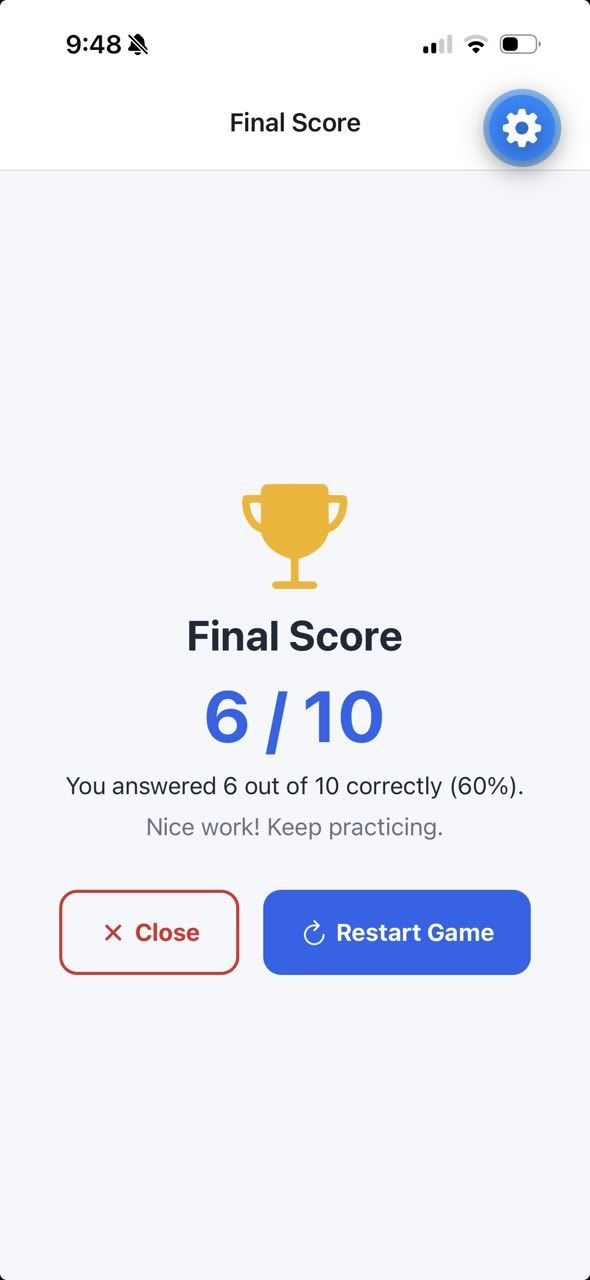 9:48
Final Score
Final Score
6 / 10
You answered 6 out of 10 correctly (60%).
Nice work! Keep practicing.
Close
Restart Game